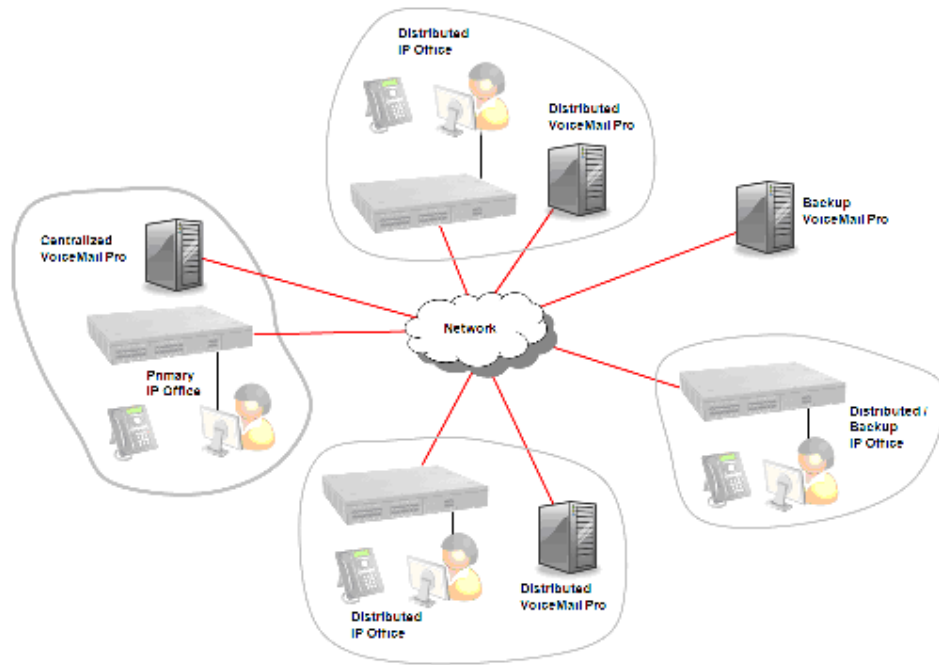 Distributed
IP Office
Distributed
VoiceMail Pro
Backup
VoiceMail Pro
Centralized
VoiceMail Pro
Network
Primary
IP Office
Distributed /
Backup
IP Office
Distributed
VoiceMail Pro
Distributed
IP Office